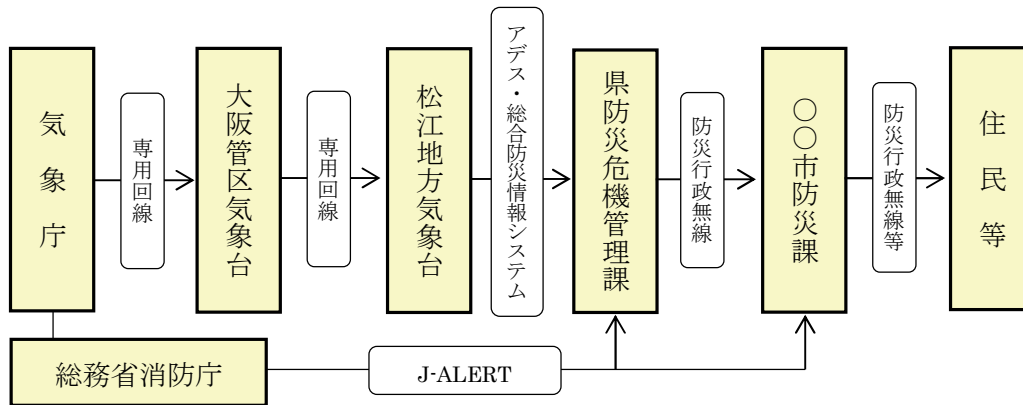 気象庁
専用回線
大阪管区気象台
専用回線
松江地方気象台
アデス・総合防災情報システム
県防災危機管理課
防災行政無線
○○市防災課
防災行政無線等
住民等
総務省消防庁
J-ALERT